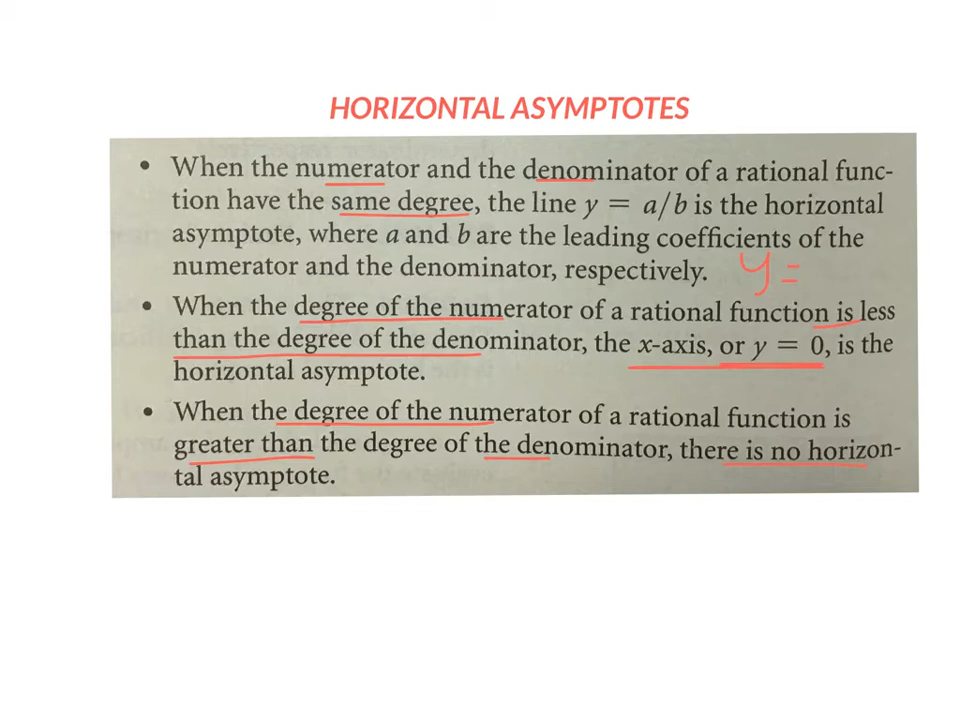 HORIZONTAL ASYMPTOTES
• When the numerator and the denominator of a rational func-
tion have the same degree, the line y = a/b is the horizontal
asymptote, where a and b are the leading coefficients of the
numerator and the denominator, respectively. y =
• When the degree of the numerator of a rational function is less
than the degree of the denominator, the x-axis, or y = 0, is the
horizontal asymptote.
• When the degree of the numerator of a rational function is
greater than the degree of the denominator, there is no horizon-
tal asymptote.